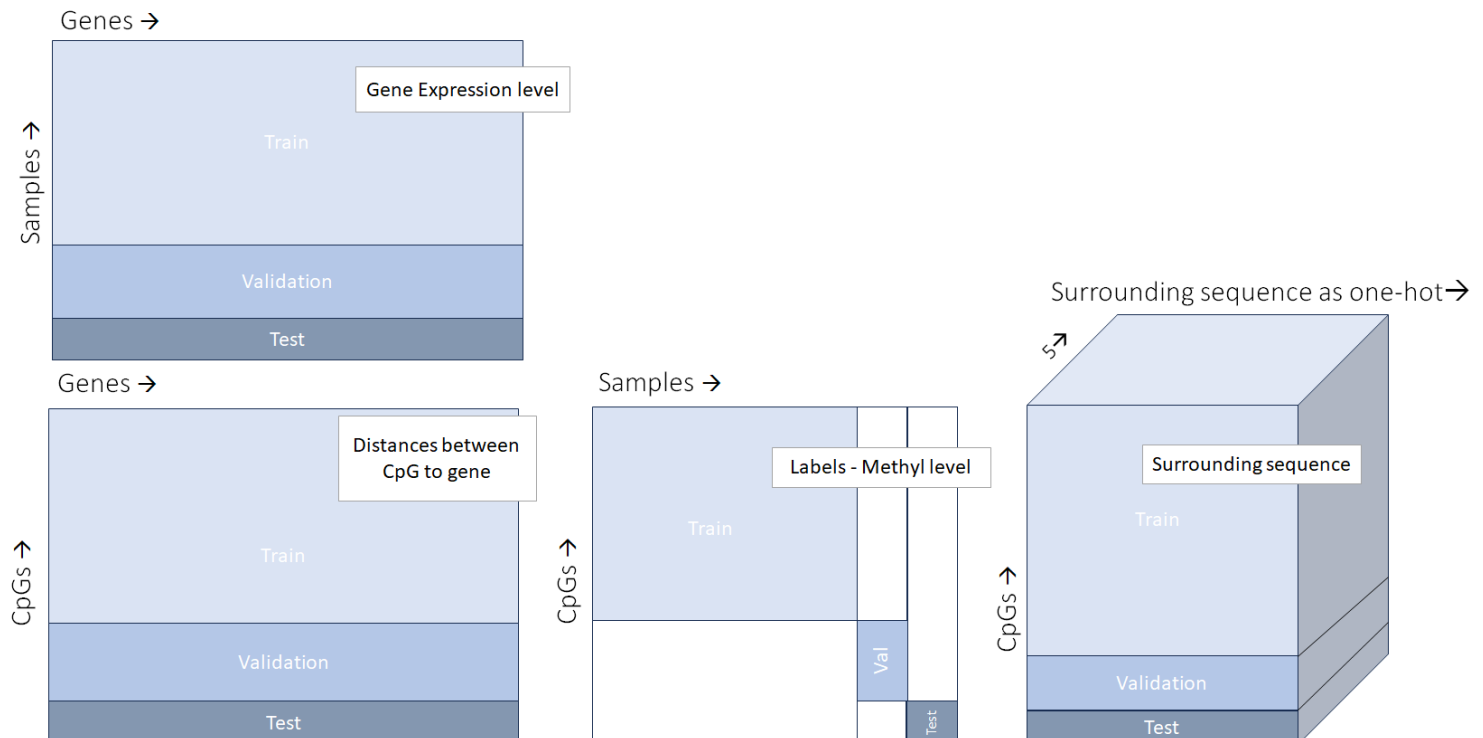 Genes →
Gene Expression level
Samples →
Train
Validation
Test
Genes →
Distances between
CpG to gene
CpGs →
Train
Validation
Test
Samples →
Labels - Methyl level
CpGs →
Train
Val
Test
Surrounding sequence as one-hot→
5→
Surrounding sequence
CpGs →
Train
Validation
Test